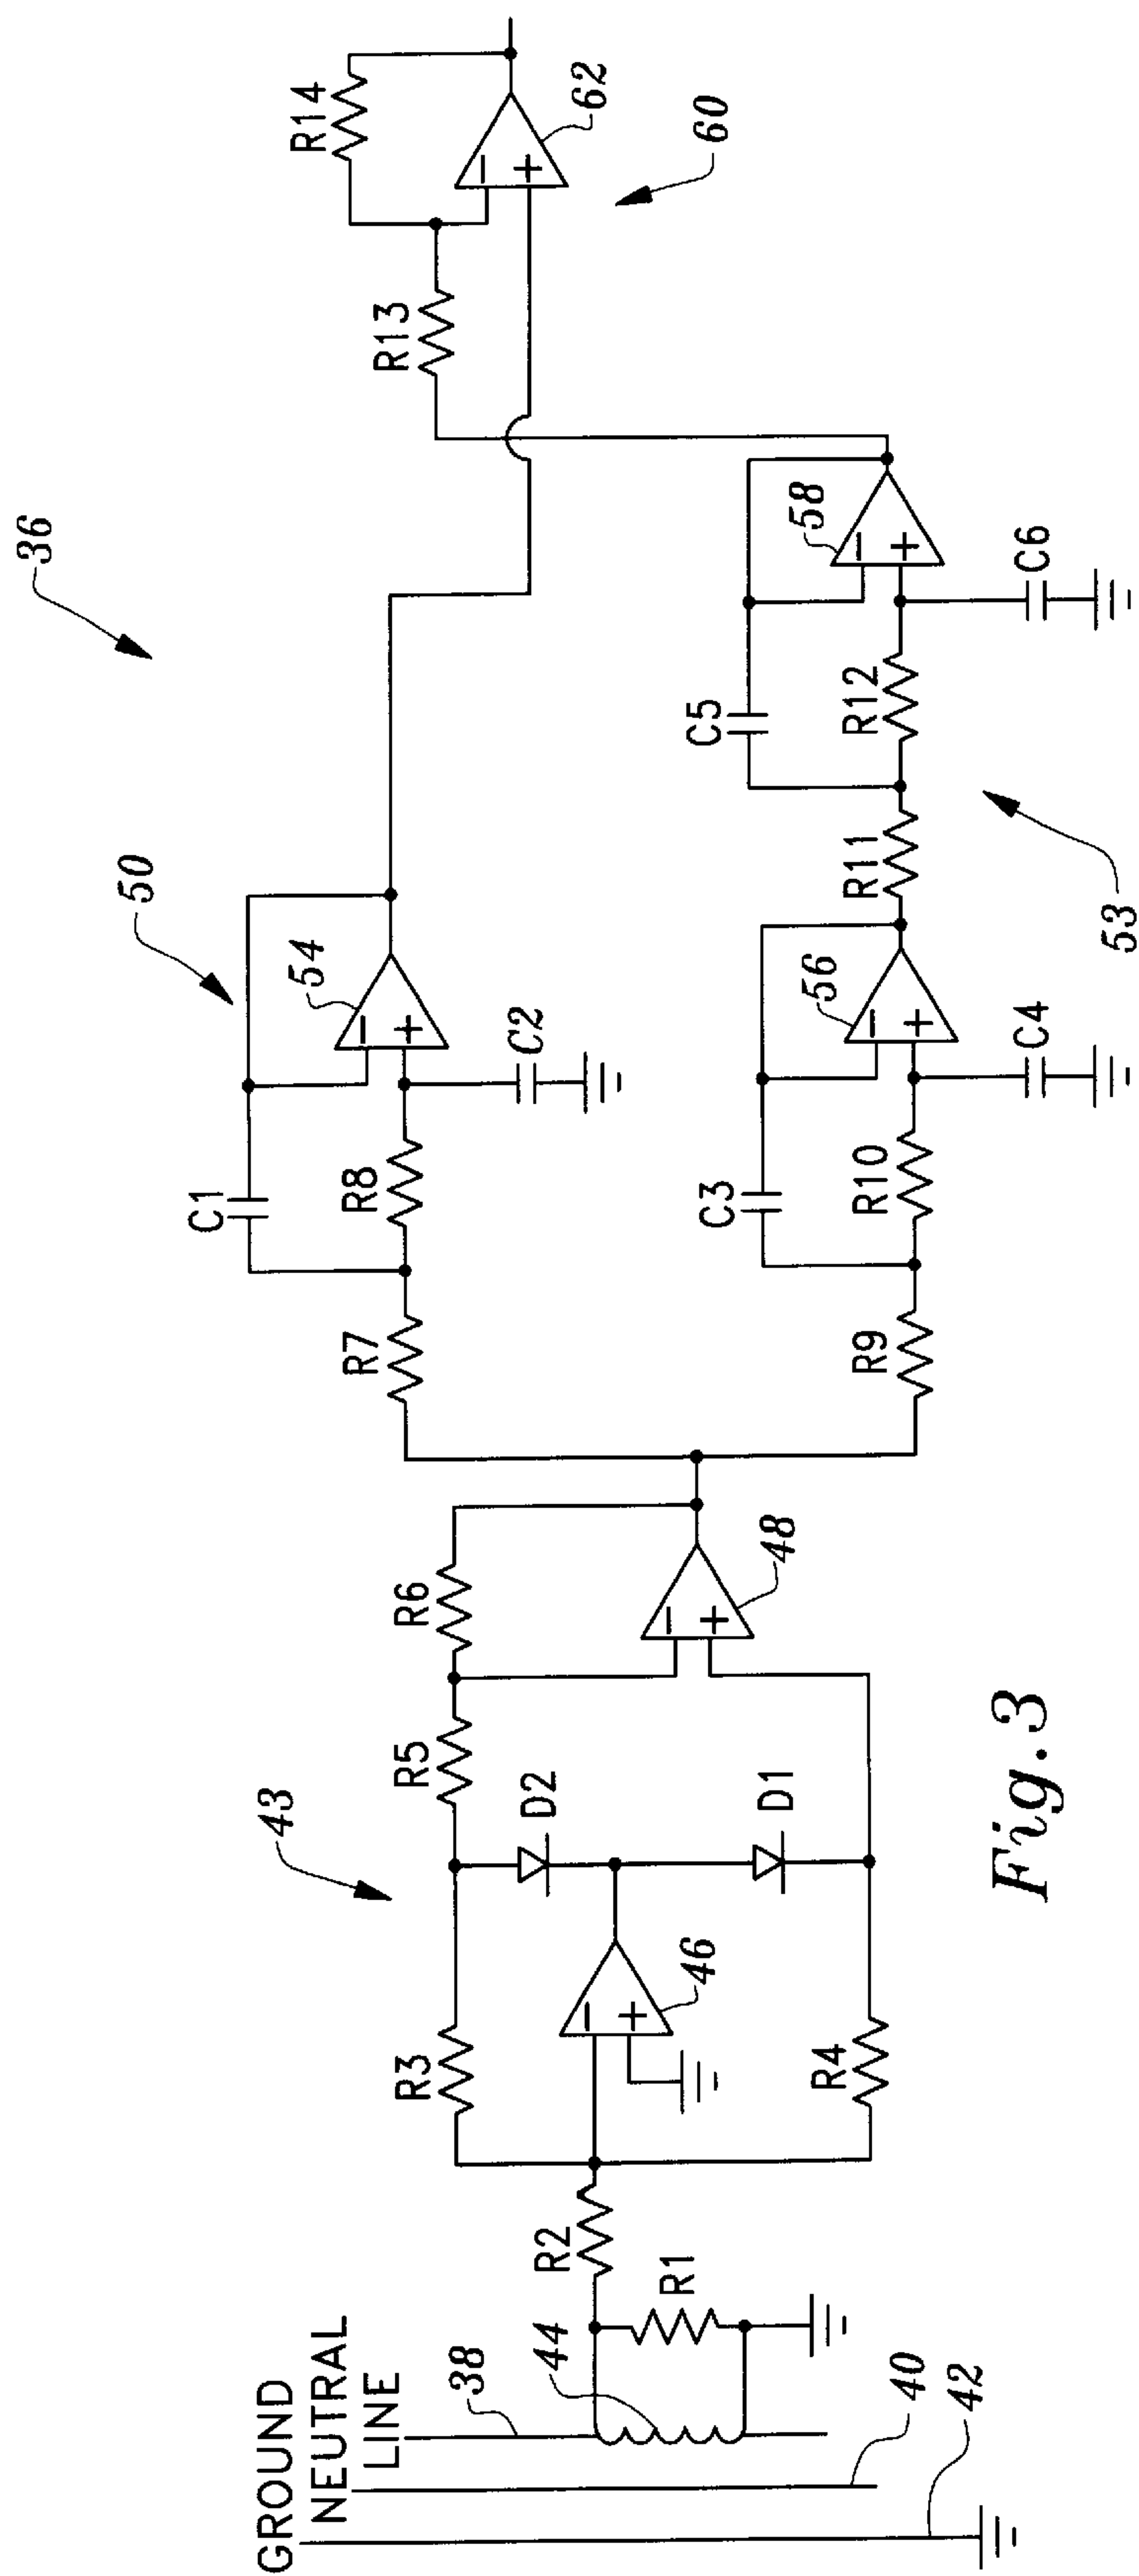 GROUND
NEUTRAL
LINE
38
44
40
42
R1
R2
43
R3
R4
46
D2
D1
R5
R6
48
R7
R8
C1
C2
50
54
R9
R10
C3
C4
56
53
R11
R12
C5
C6
58
36
R13
R14
62
60
Fig. 3
− +
− +
− +
− +
− +
− +